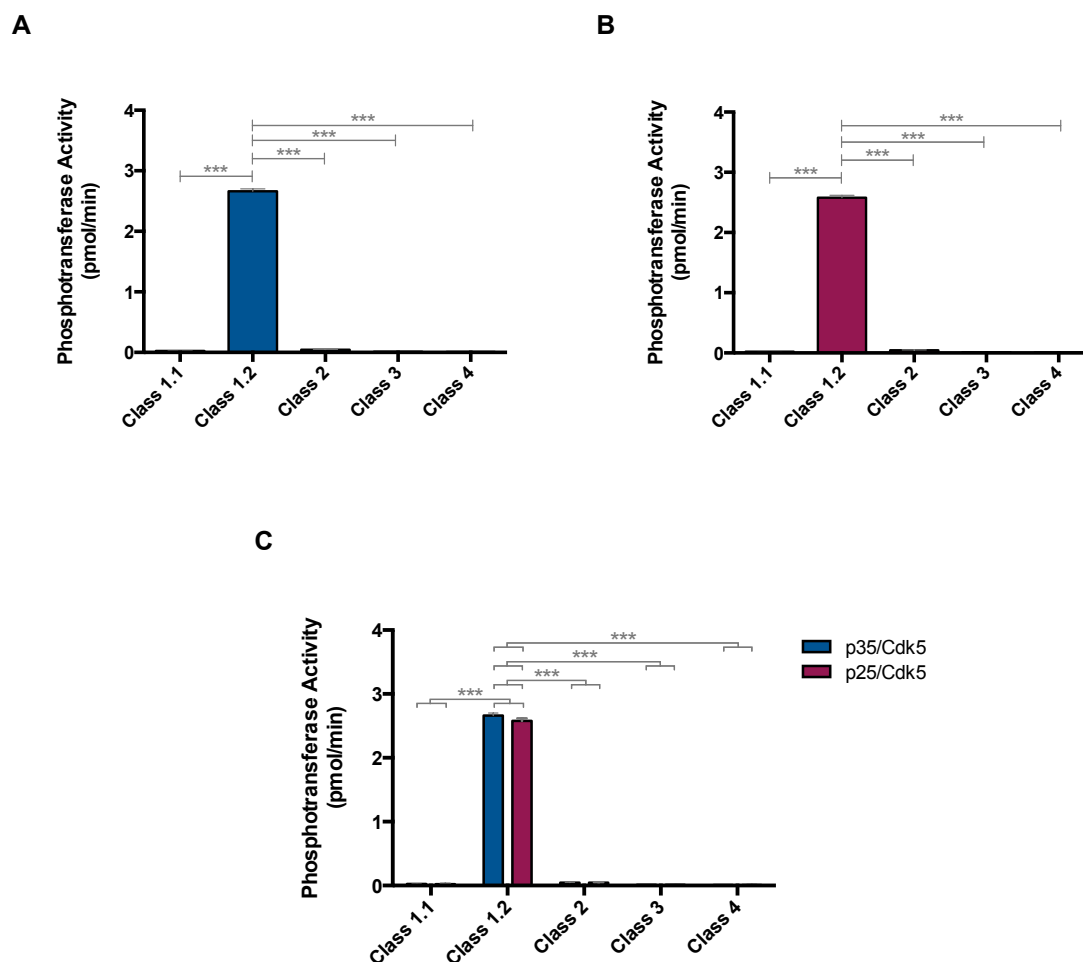 A
B
Phosphotransferase Activity
(pmol/min)
4
3
2
1
0
***
***
***
***
Class 1.1
Class 1.2
Class 2
Class 3
Class 4
Phosphotransferase Activity
(pmol/min)
4
3
2
1
0
***
***
***
***
Class 1.1
Class 1.2
Class 2
Class 3
Class 4
C
Phosphotransferase Activity
(pmol/min)
4
3
2
1
0
***
***
***
***
Class 1.1
Class 1.2
Class 2
Class 3
Class 4
p35/Cdk5
p25/Cdk5